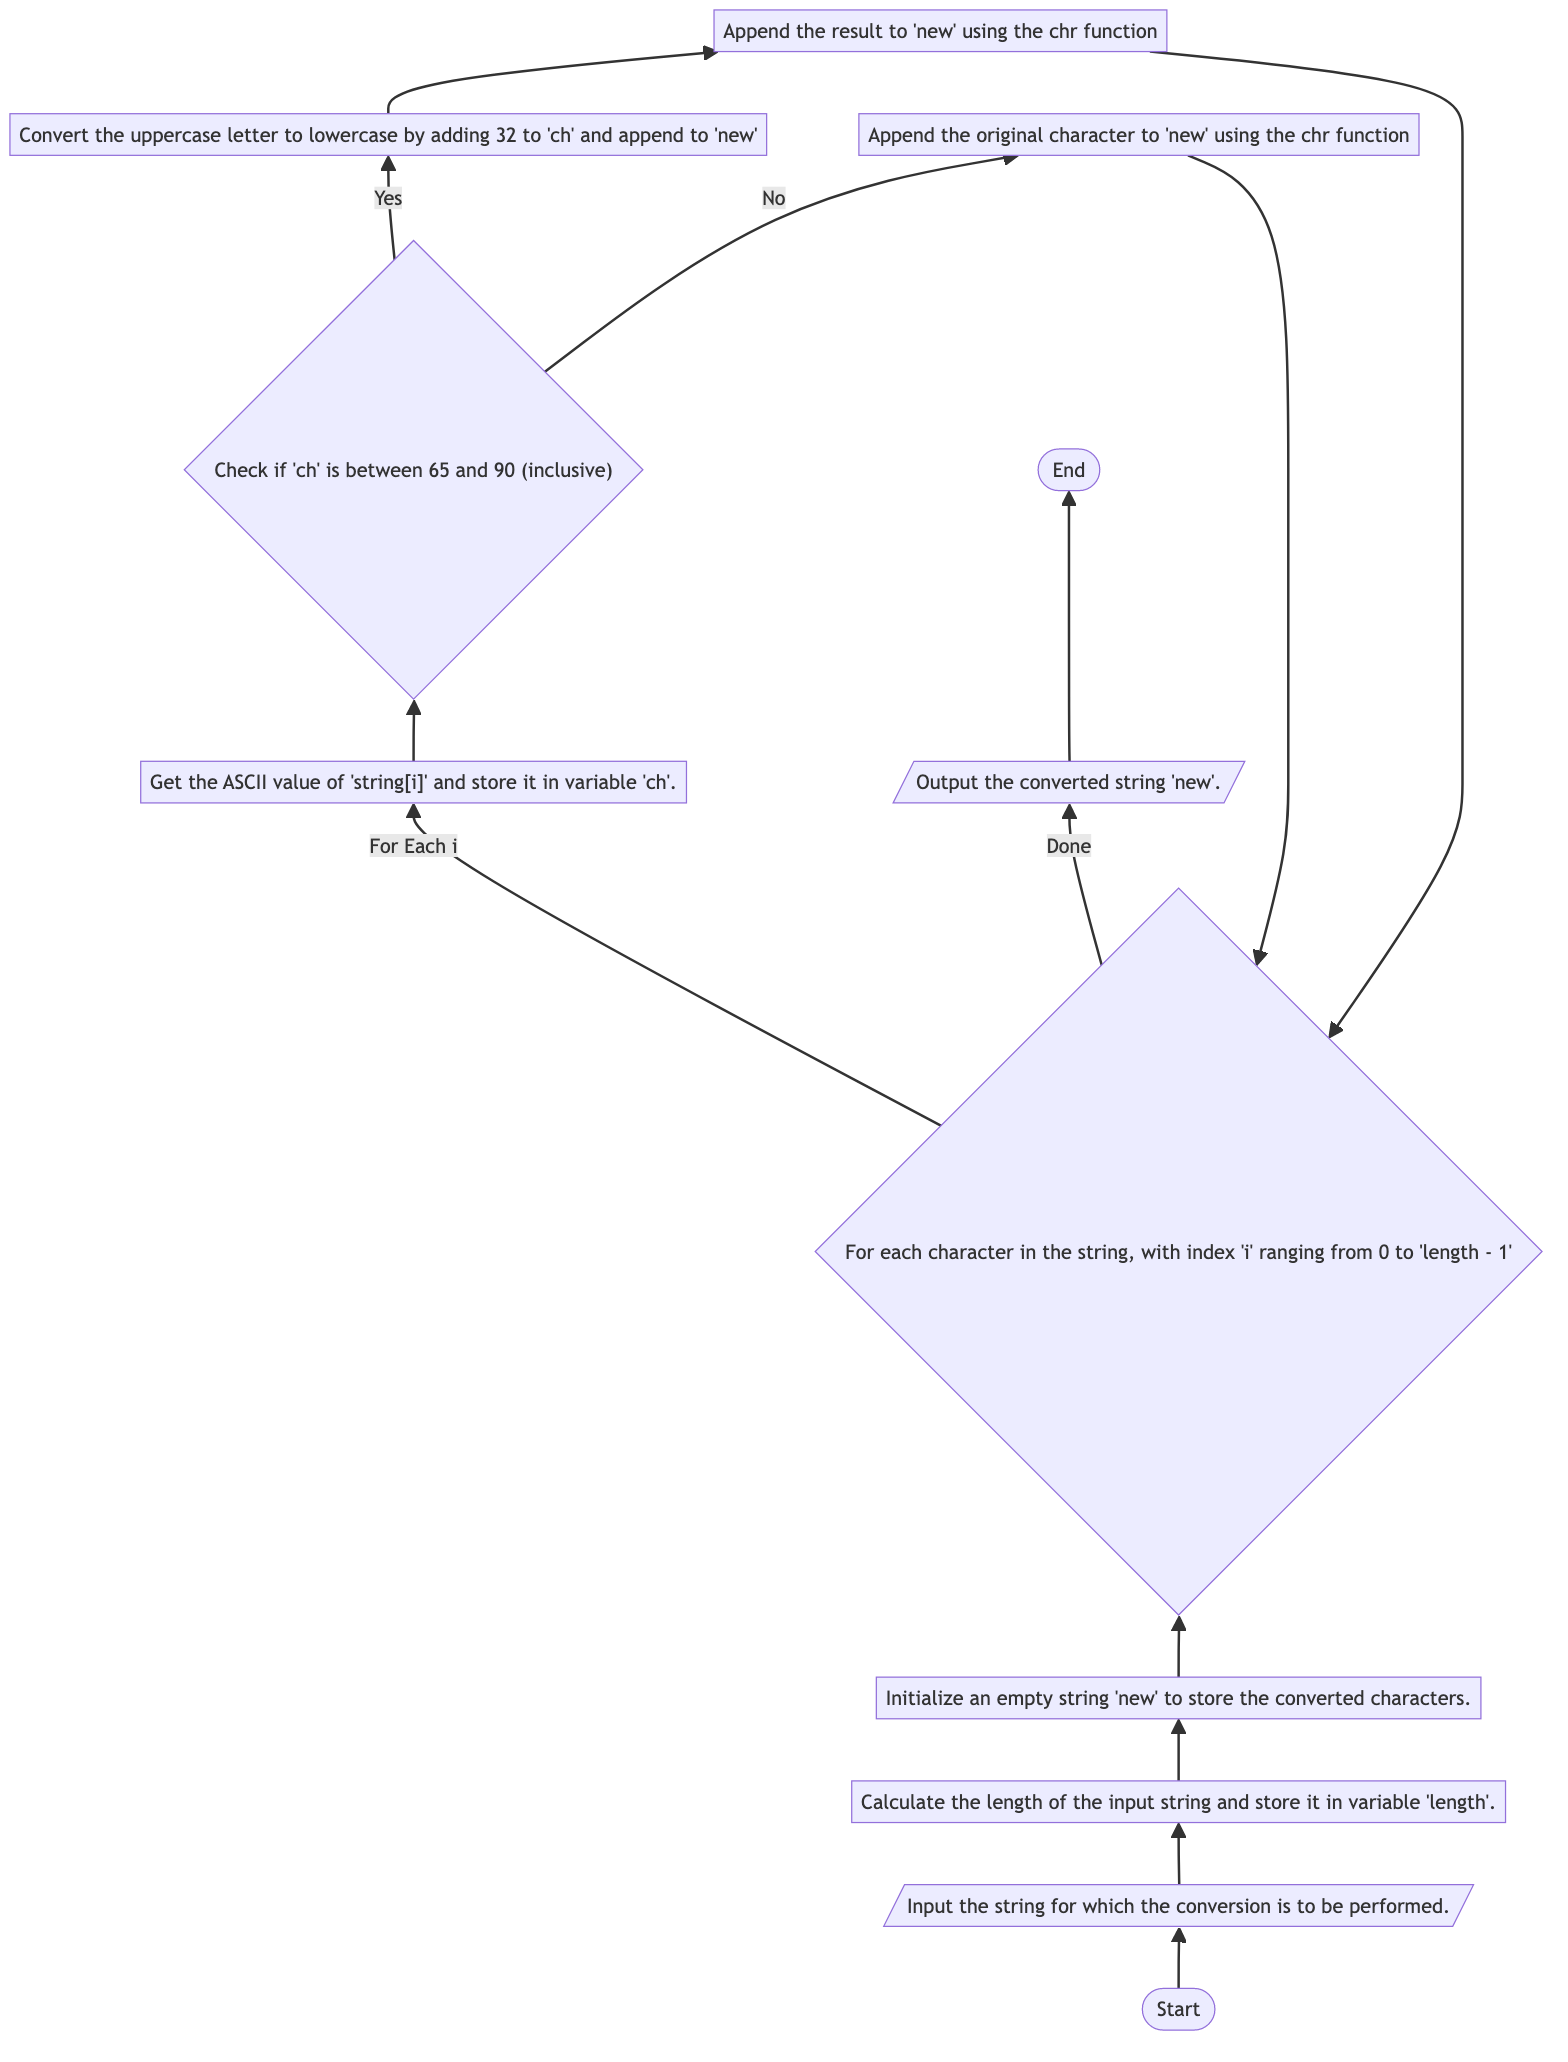 Append the result to 'new' using the chr function
Convert the uppercase letter to lowercase by adding 32 to 'ch' and append to 'new'
Append the original character to 'new' using the chr function
Yes
No
Check if 'ch' is between 65 and 90 (inclusive)
End
Get the ASCII value of 'string[i]' and store it in variable 'ch'.
Output the converted string 'new'.
For Each i
Done
For each character in the string, with index 'i' ranging from 0 to 'length - 1'
Initialize an empty string 'new' to store the converted characters.
Calculate the length of the input string and store it in variable 'length'.
Input the string for which the conversion is to be performed.
Start